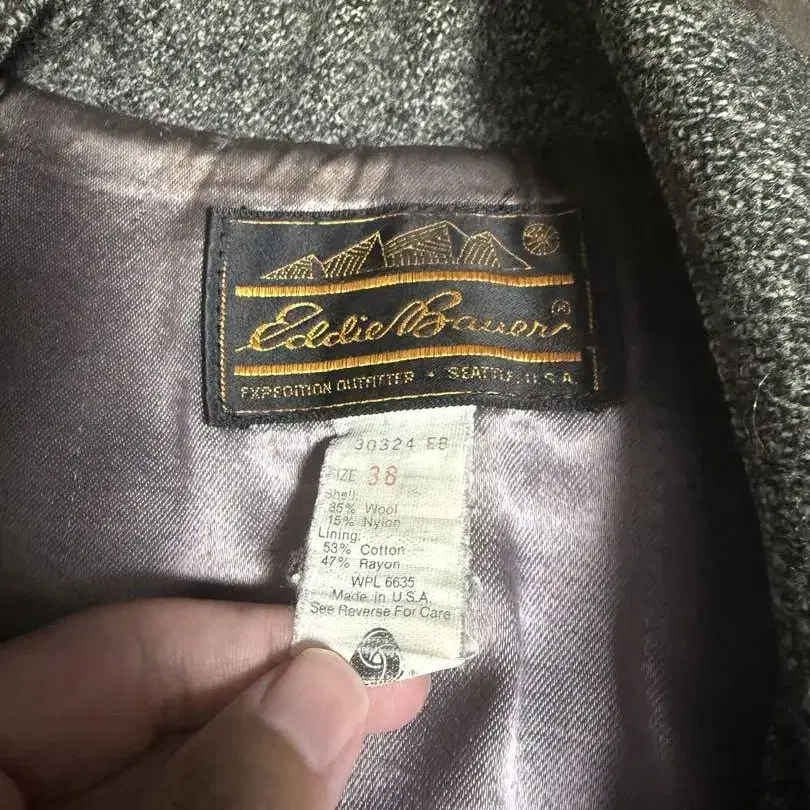 Eddie Bauer ®
EXPEDITION OUTFITTER • SEATTLE, U.S.A.
30324 EB
SIZE 38
Shell:
85% Wool
15% Nylon
Lining:
53% Cotton
47% Rayon
WPL 6635
Made in U.S.A.
See Reverse For Care